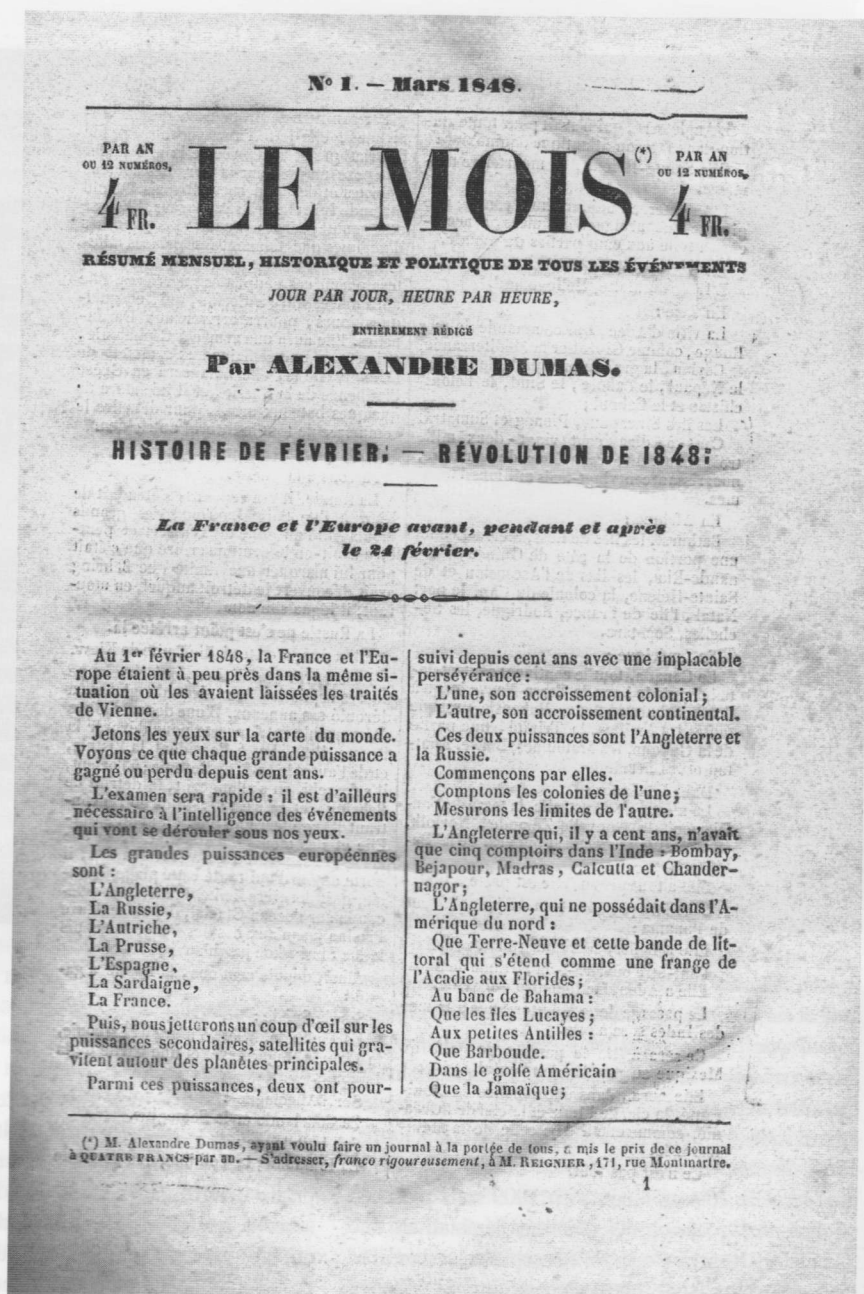 Nº 1. — Mars 1848.
PAR AN
OU 12 NUMÉROS,
4 FR.
LE MOIS (*)
PAR AN
OU 12 NUMÉROS,
4 FR.
RÉSUMÉ MENSUEL, HISTORIQUE ET POLITIQUE DE TOUS LES ÉVÉNEMENTS
JOUR PAR JOUR, HEURE PAR HEURE,
ENTIÈREMENT RÉDIGÉ
Par ALEXANDRE DUMAS.
HISTOIRE DE FÉVRIER. — RÉVOLUTION DE 1848.
La France et l'Europe avant, pendant et après
le 24 février.
Au 1er février 1848, la France et l'Eu-
rope étaient à peu près dans la même si-
tuation où les avaient laissées les traités
de Vienne.
Jetons les yeux sur la carte du monde.
Voyons ce que chaque grande puissance a
gagné ou perdu depuis cent ans.
L'examen sera rapide : il est d'ailleurs
nécessaire à l'intelligence des événements
qui vont se dérouler sous nos yeux.
Les grandes puissances européennes
sont :
L'Angleterre,
La Russie,
L'Autriche,
La Prusse,
L'Espagne,
La Sardaigne,
La France.
Puis, nous jetterons un coup d'œil sur les
puissances secondaires, satellites qui gra-
vitent autour des planètes principales.
Parmi ces puissances, deux ont pour-
suivi depuis cent ans avec une implacable
persévérance :
L'une, son accroissement colonial ;
L'autre, son accroissement continental.
Ces deux puissances sont l'Angleterre et
la Russie.
Commençons par elles.
Comptons les colonies de l'une ;
Mesurons les limites de l'autre.
L'Angleterre qui, il y a cent ans, n'avait
que cinq comptoirs dans l'Inde : Bombay,
Bejapour, Madras, Calcutta et Chander-
nagor ;
L'Angleterre, qui ne possédait dans l'A-
mérique du nord :
Que Terre-Neuve et cette bande de lit-
toral qui s'étend comme une frange de
l'Acadie aux Florides ;
Au banc de Bahama :
Que les îles Lucayes ;
Aux petites Antilles :
Que Barboude.
Dans le golfe Américain
Que la Jamaïque ;
(*) M. Alexandre Dumas, ayant voulu faire un journal à la portée de tous, a mis le prix de ce journal
à QUATRE FRANCS par an. — S'adresser, franco rigoureusement, à M. REIGNIER, 171, rue Montmartre.
1